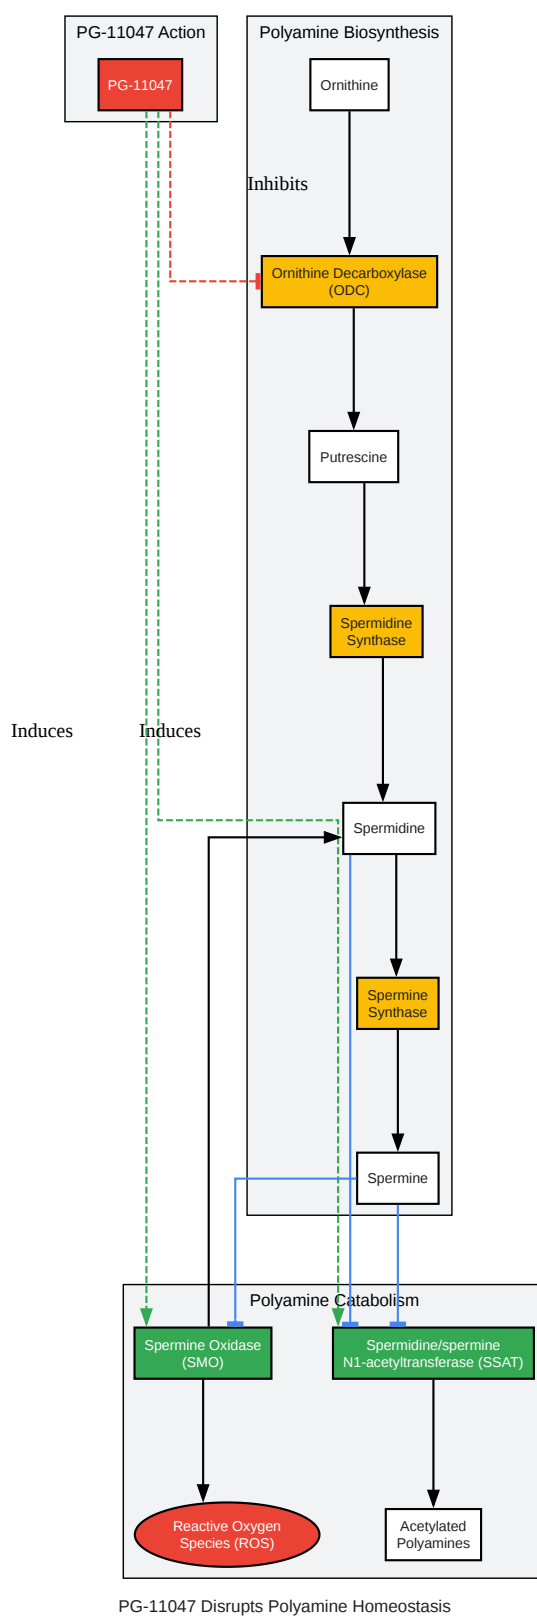 PG-11047 Action
Polyamine Biosynthesis
PG-11047
Ornithine
Inhibits
Ornithine Decarboxylase
(ODC)
Putrescine
Spermidine
Synthase
Induces
Induces
Spermidine
Spermine
Synthase
Spermine
Polyamine Catabolism
Spermine Oxidase
(SMO)
Spermidine/spermine
N1-acetyltransferase (SSAT)
Reactive Oxygen
Species (ROS)
Acetylated
Polyamines
PG-11047 Disrupts Polyamine Homeostasis